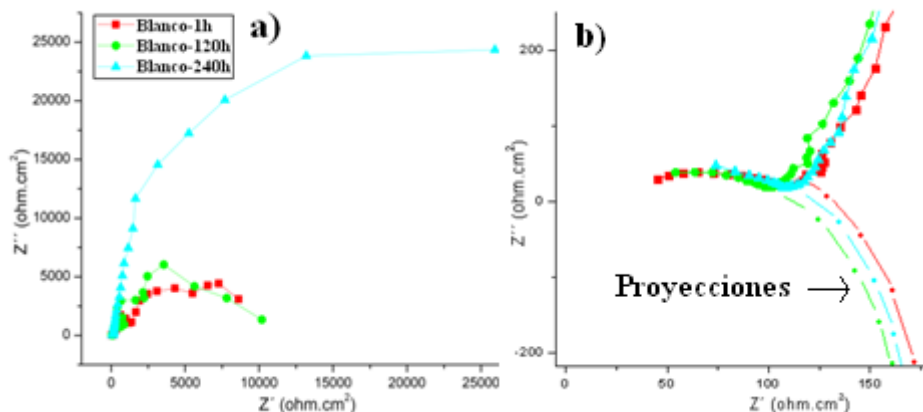 Blanco-1h
Blanco-120h
Blanco-240h
a)
25000
20000
15000
10000
5000
0
Z´´ (ohm.cm²)
0
5000
10000
15000
20000
25000
Z´ (ohm.cm²)
b)
200
0
-200
Z´´ (ohm.cm²)
Proyecciones
0
50
100
150
Z´ (ohm.cm²)